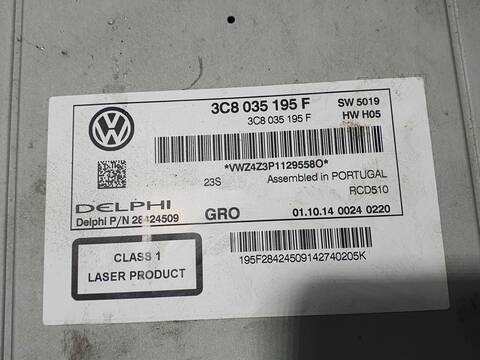 3C8 035 195 F SW 5019
3C8 035 195 F HW H05
*VWZ4Z3P1129558O*
23S Assembled in PORTUGAL
RCD510
DELPHI
Delphi P/N 28424509 GRO 01.10.14 0024 0220
CLASS 1
LASER PRODUCT
195F28424509142740205K